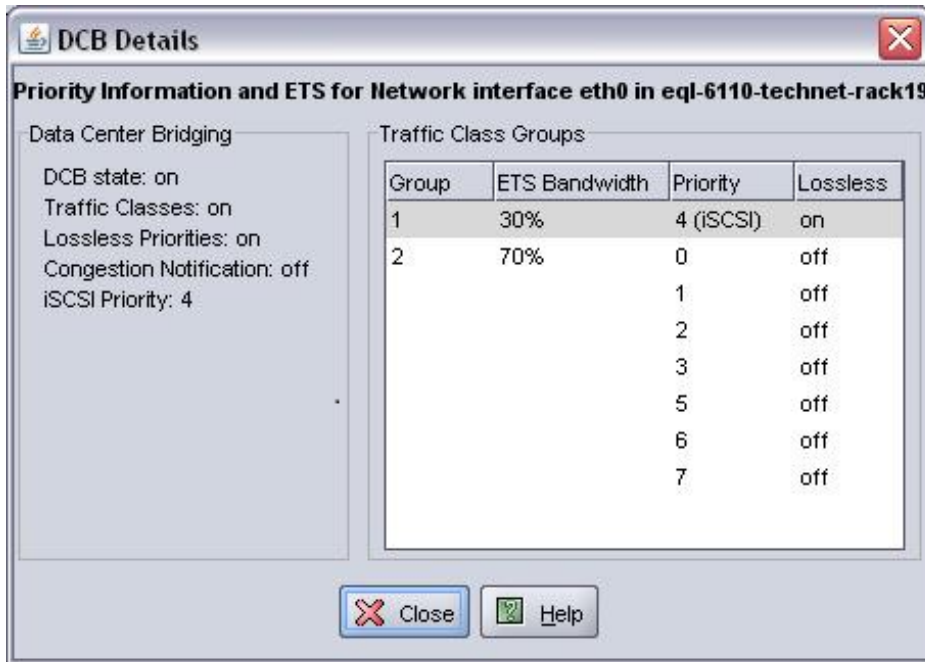 DCB Details
Priority Information and ETS for Network interface eth0 in eql-6110-technet-rack19
Data Center Bridging
DCB state: on
Traffic Classes: on
Lossless Priorities: on
Congestion Notification: off
iSCSI Priority: 4
Traffic Class Groups
Group ETS Bandwidth Priority Lossless
1 30% 4 (iSCSI) on
2 70% 0 off
1 off
2 off
3 off
5 off
6 off
7 off
Close Help